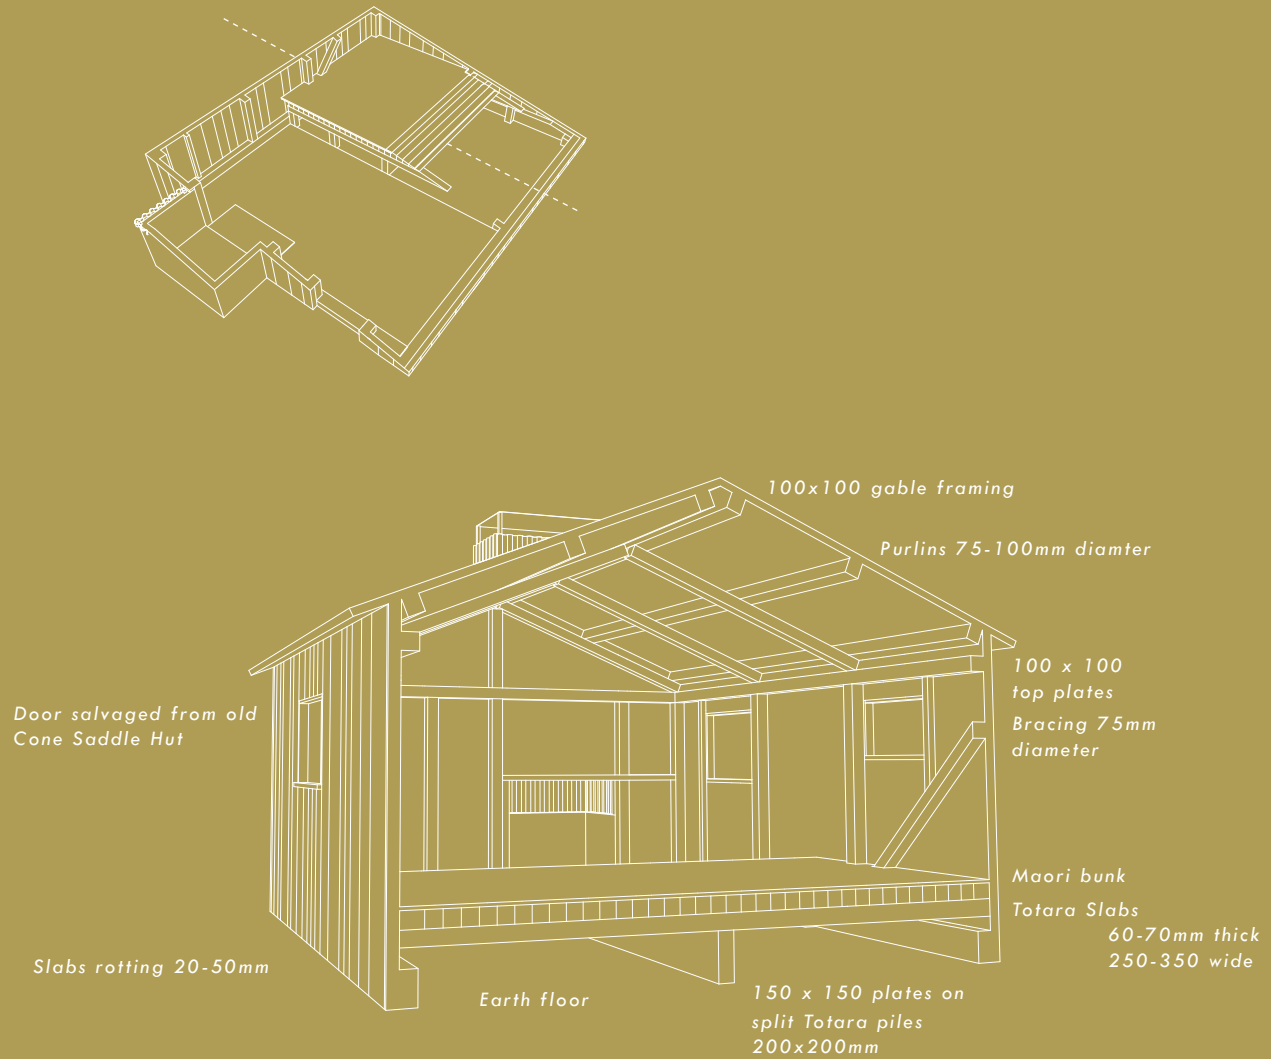 100x100 gable framing
Purlins 75-100mm diamter
100 x 100
top plates
Bracing 75mm
diameter
Door salvaged from old
Cone Saddle Hut
Maori bunk
Totara Slabs
60-70mm thick
250-350 wide
Slabs rotting 20-50mm
Earth floor
150 x 150 plates on
split Totara piles
200x200mm